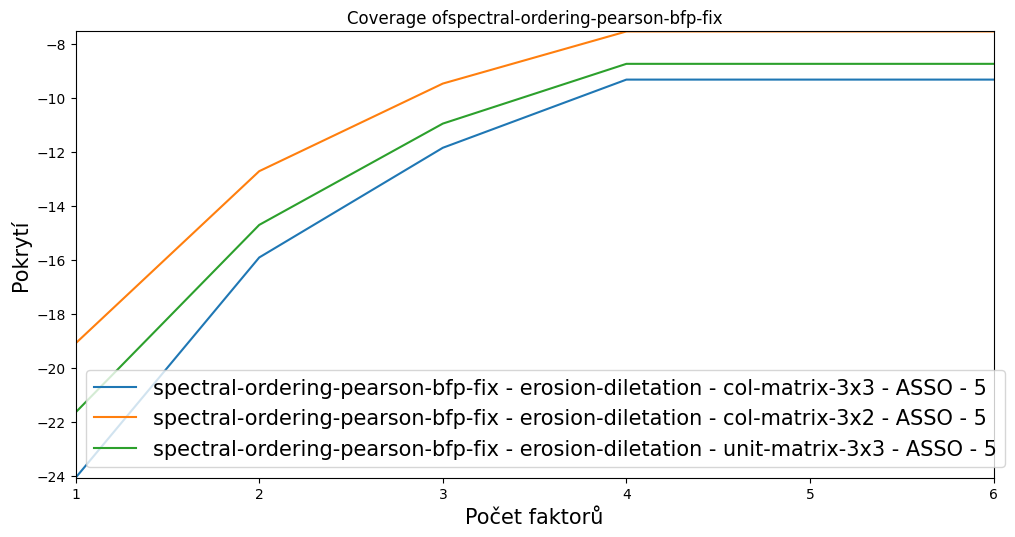 Coverage ofspectral-ordering-pearson-bfp-fix
Pokrytí
−8
−10
−12
−14
−16
−18
−20
−22
−24
spectral-ordering-pearson-bfp-fix - erosion-diletation - col-matrix-3x3 - ASSO - 5
spectral-ordering-pearson-bfp-fix - erosion-diletation - col-matrix-3x2 - ASSO - 5
spectral-ordering-pearson-bfp-fix - erosion-diletation - unit-matrix-3x3 - ASSO - 5
1 2 3 4 5 6
Počet faktorů